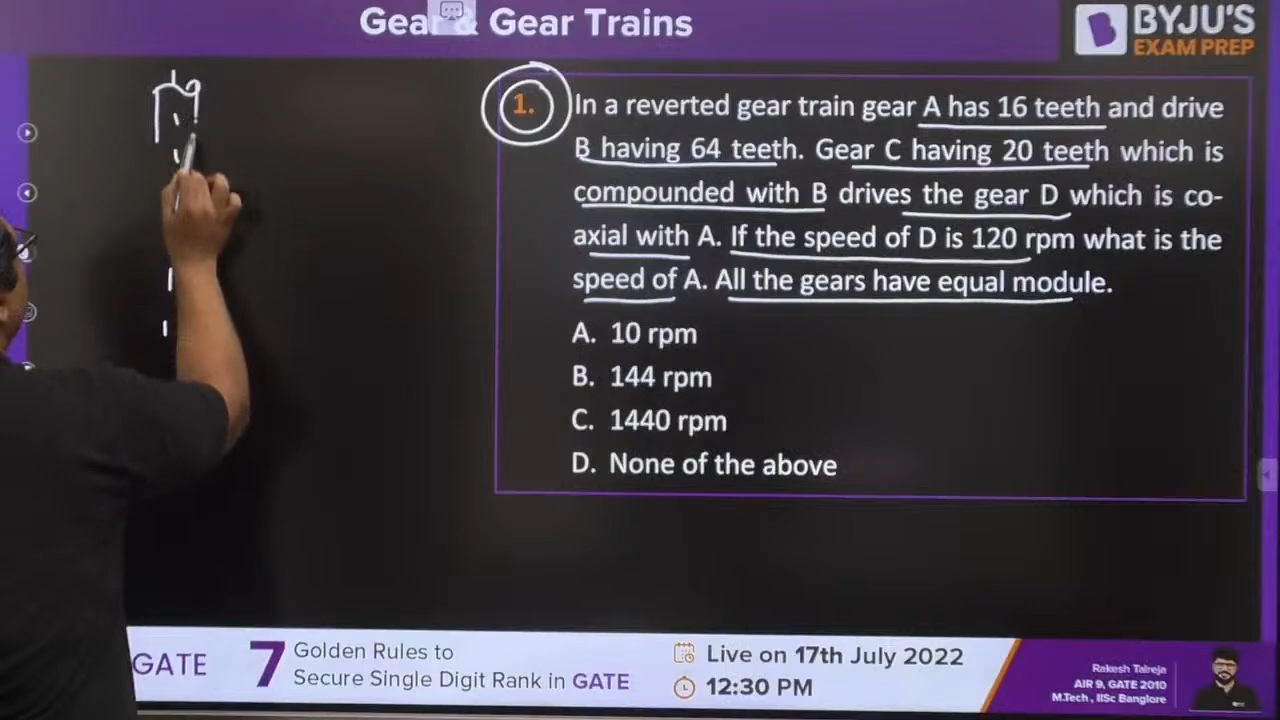 Gear & Gear Trains
BYJU'S
EXAM PREP
1. In a reverted gear train gear A has 16 teeth and drive
B having 64 teeth. Gear C having 20 teeth which is
compounded with B drives the gear D which is co-
axial with A. If the speed of D is 120 rpm what is the
speed of A. All the gears have equal module.
A. 10 rpm
B. 144 rpm
C. 1440 rpm
D. None of the above
GATE
7 Golden Rules to
Secure Single Digit Rank in GATE
Live on 17th July 2022
12:30 PM
Rakesh Talreja
AIR 9, GATE 2010
M.Tech, IISc Banglore